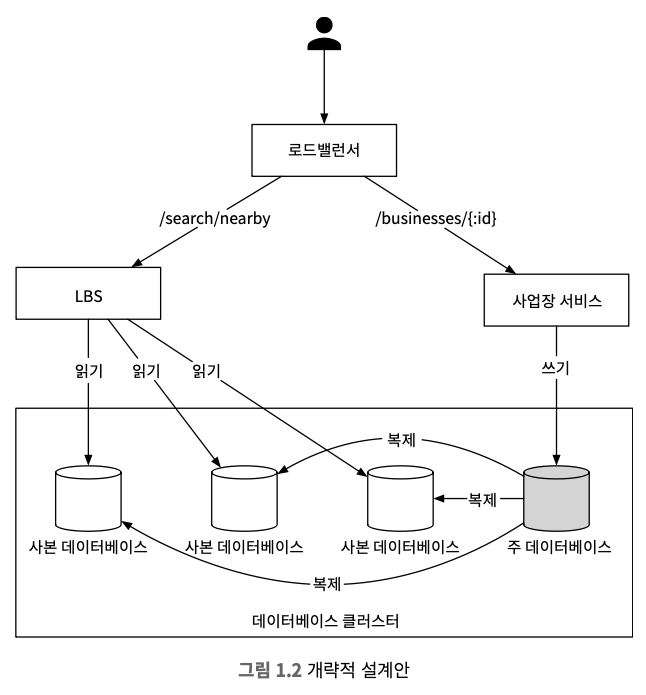 로드밸런서
/search/nearby
/businesses/{:id}
LBS
사업장 서비스
읽기
읽기
읽기
쓰기
복제
복제
사본 데이터베이스
사본 데이터베이스
사본 데이터베이스
주 데이터베이스
복제
데이터베이스 클러스터
그림 1.2 개략적 설계안